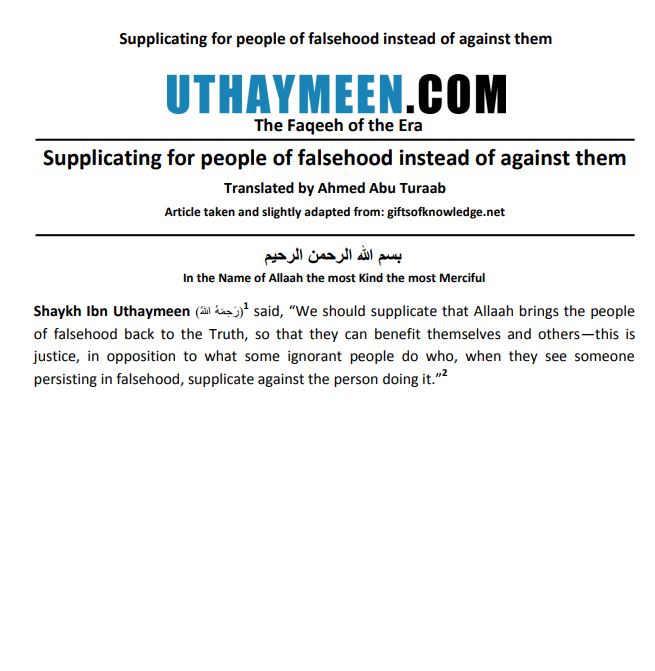 Supplicating for people of falsehood instead of against them
UTHAYMEEN.COM
The Faqeeh of the Era
Supplicating for people of falsehood instead of against them
Translated by Ahmed Abu Turaab
Article taken and slightly adapted from: giftsofknowledge.net
بسم الله الرحمن الرحيم
In the Name of Allaah the most Kind the most Merciful
Shaykh Ibn Uthaymeen (رَحِمَهُ اللهُ)¹ said, “We should supplicate that Allaah brings the people
of falsehood back to the Truth, so that they can benefit themselves and others—this is
justice, in opposition to what some ignorant people do who, when they see someone
persisting in falsehood, supplicate against the person doing it.”²